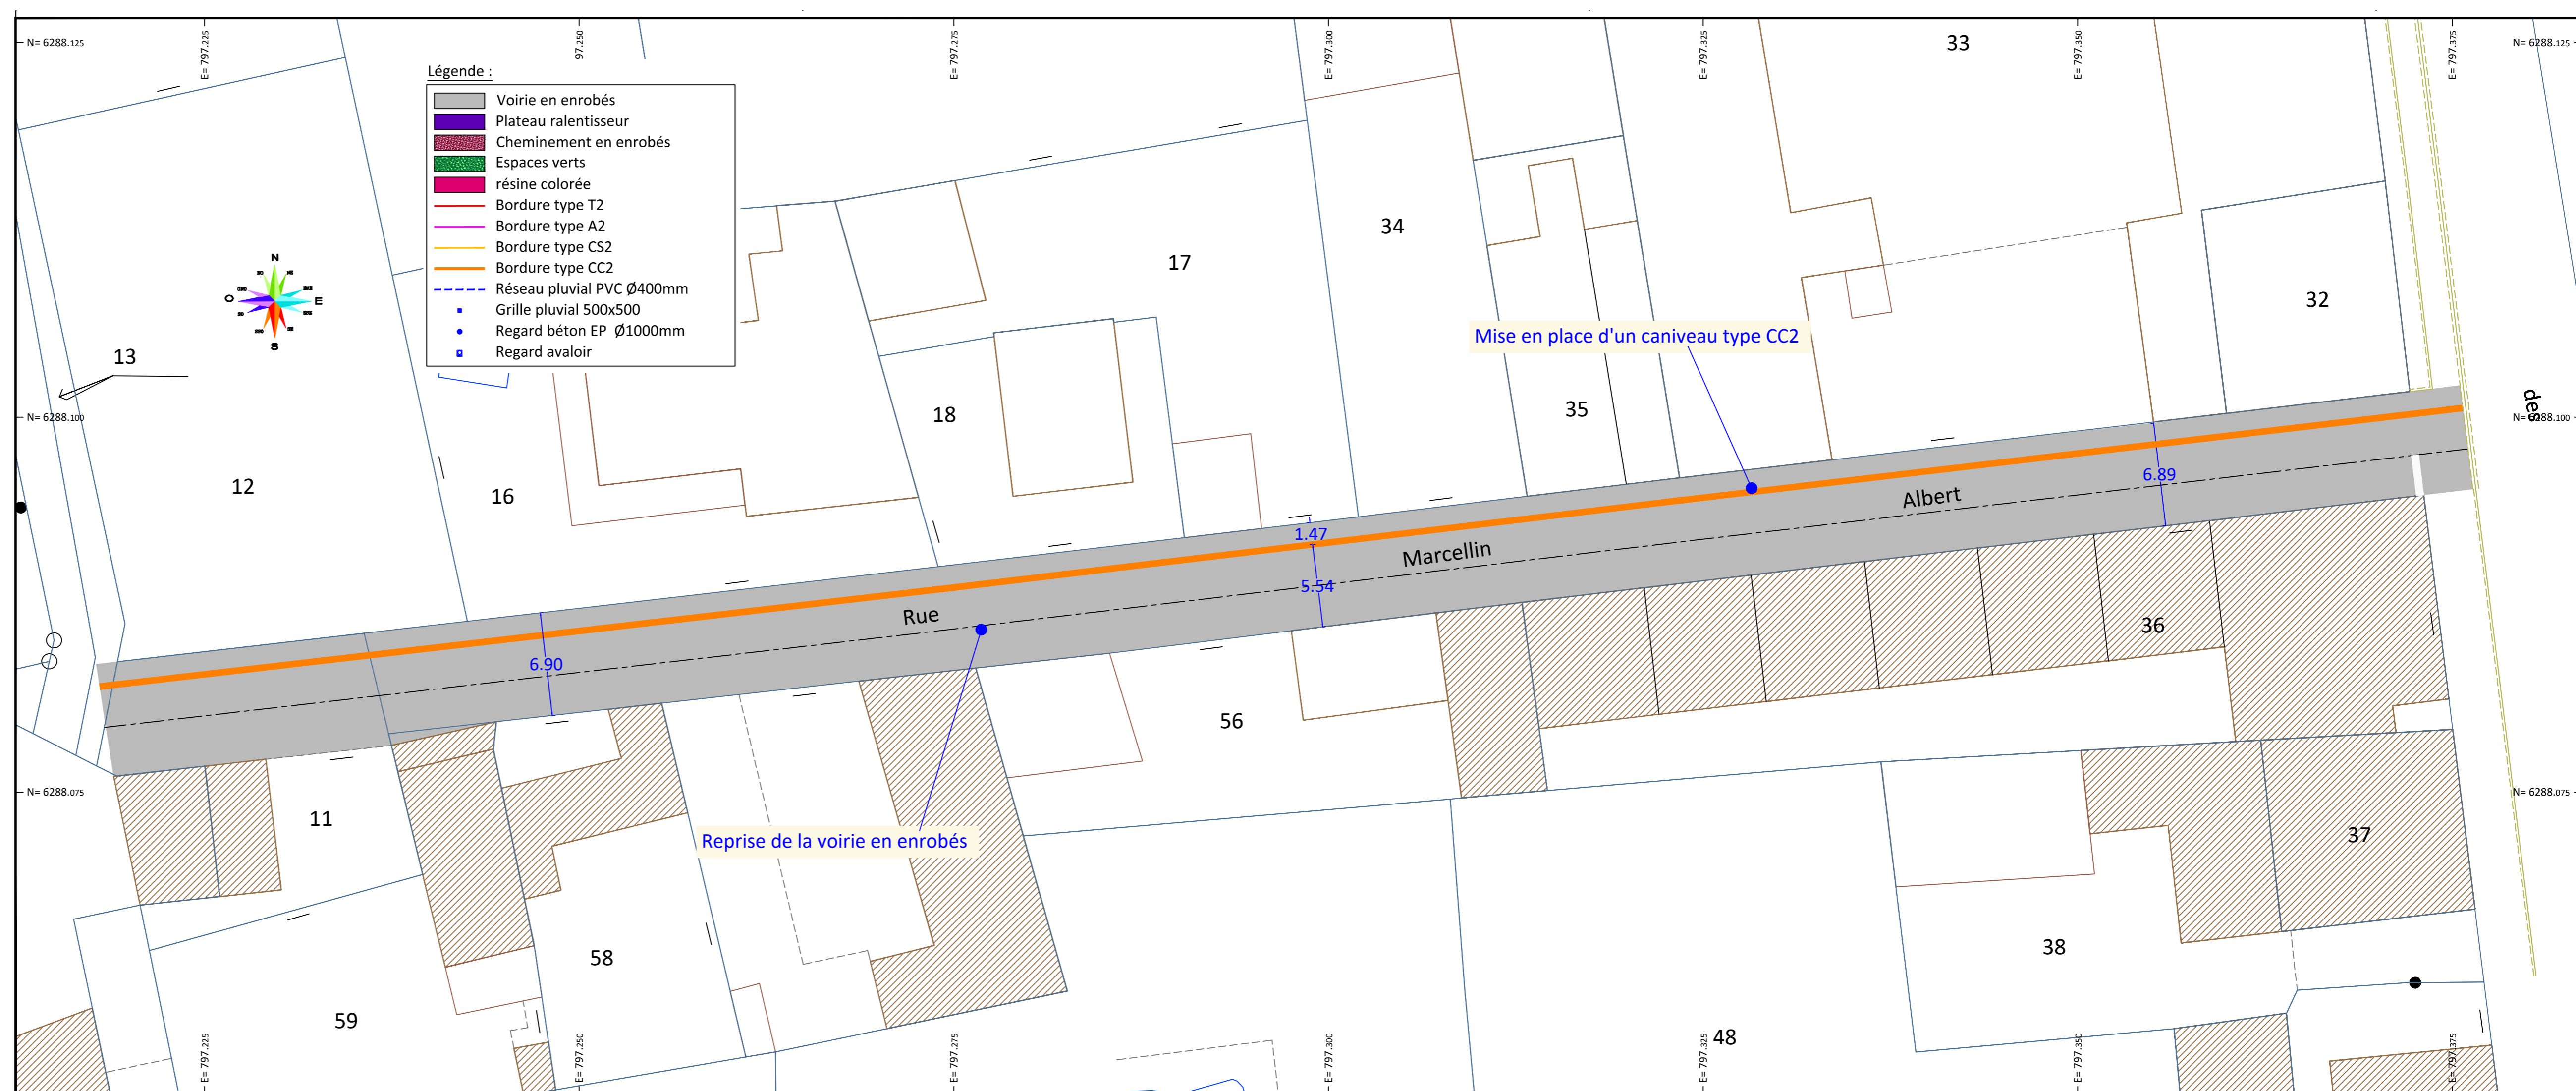 E= 797.225
97.250
E= 797.275
E= 797.300
E= 797.325
E= 797.350
E= 797.375
N= 6288.125
N= 6288.125
33
Légende :
Voirie en enrobés
Plateau ralentisseur
Cheminement en enrobés
Espaces verts
résine colorée
Bordure type T2
Bordure type A2
Bordure type CS2
Bordure type CC2
Réseau pluvial PVC Ø400mm
Grille pluvial 500x500
Regard béton EP Ø1000mm
Regard avaloir
N
O
E
S
34
17
32
Mise en place d'un caniveau type CC2
13
18
35
des
N= 6288.100
N= 6288.100
12
16
6.89
Albert
1.47
Marcellin
5.54
Rue
36
6.90
56
N= 6288.075
N= 6288.075
11
Reprise de la voirie en enrobés
37
58
38
59
48
E= 797.225
E= 797.250
E= 797.275
E= 797.300
E= 797.325
E= 797.350
E= 797.375